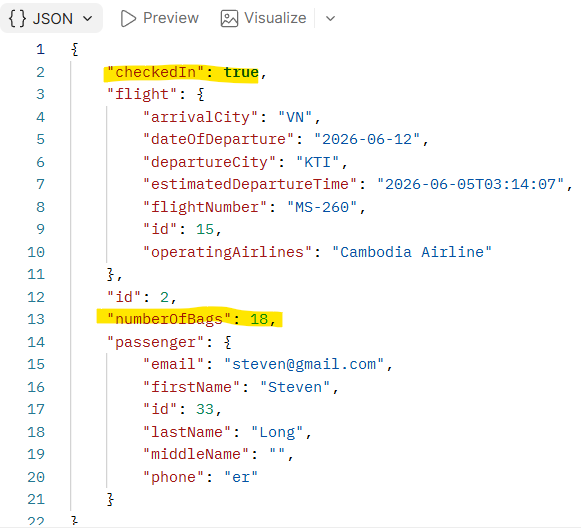 {} JSON Preview Visualize
1 {
2 "checkedIn": true,
3 "flight": {
4 "arrivalCity": "VN",
5 "dateOfDeparture": "2026-06-12",
6 "departureCity": "KTI",
7 "estimatedDepartureTime": "2026-06-05T03:14:07",
8 "flightNumber": "MS-260",
9 "id": 15,
10 "operatingAirlines": "Cambodia Airline"
11 },
12 "id": 2,
13 "numberOfBags": 18,
14 "passenger": {
15 "email": "steven@gmail.com",
16 "firstName": "Steven",
17 "id": 33,
18 "lastName": "Long",
19 "middleName": "",
20 "phone": "er"
21 }
22 }